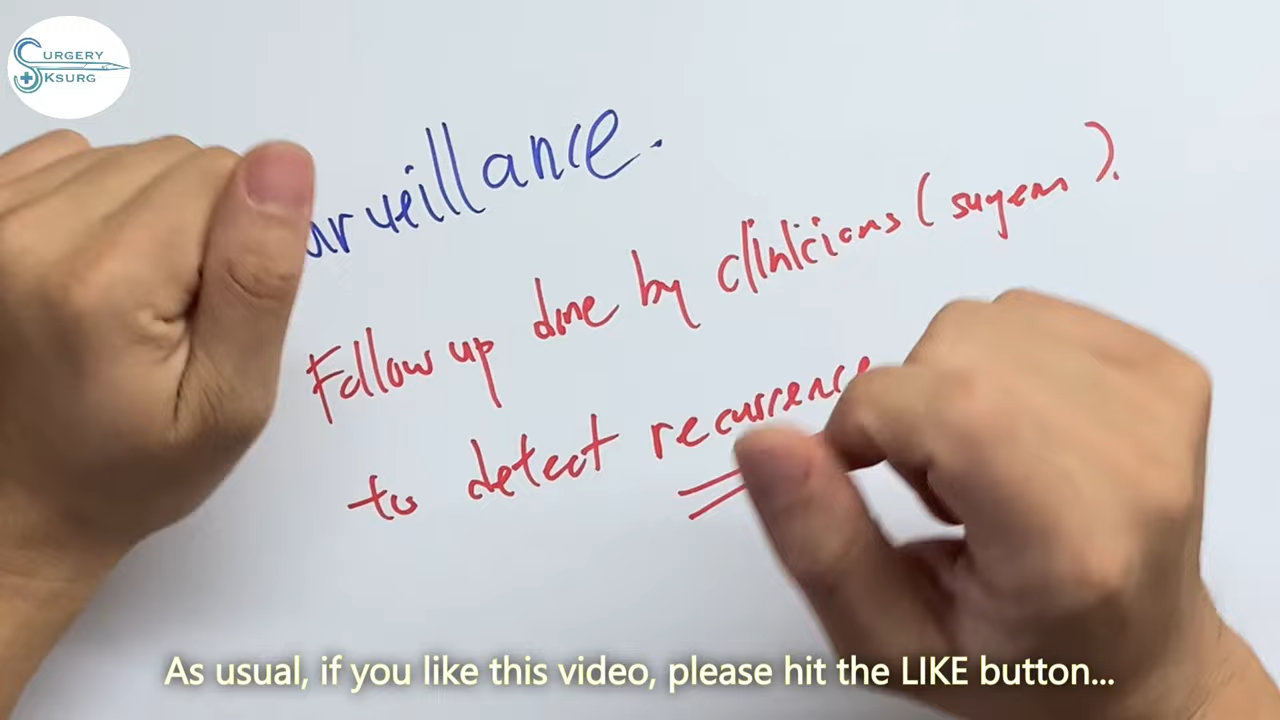 SURGERY
SKSURG
urveillance.
Follow up done by clinicians ( ).
to detect recurrence
As usual, if you like this video, please hit the LIKE button...